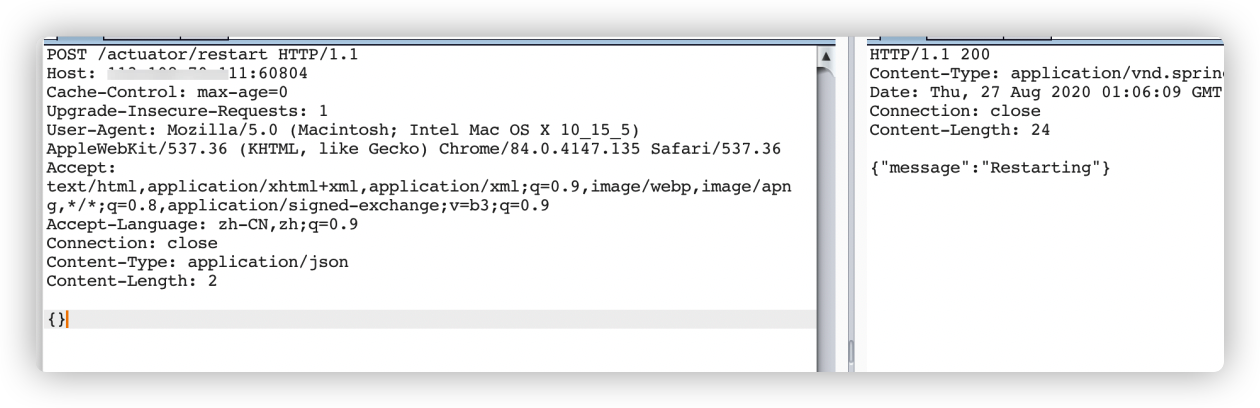 POST /actuator/restart HTTP/1.1
Host: 11:60804
Cache-Control: max-age=0
Upgrade-Insecure-Requests: 1
User-Agent: Mozilla/5.0 (Macintosh; Intel Mac OS X 10_15_5)
AppleWebKit/537.36 (KHTML, like Gecko) Chrome/84.0.4147.135 Safari/537.36
Accept:
text/html,application/xhtml+xml,application/xml;q=0.9,image/webp,image/apn
g,*/*;q=0.8,application/signed-exchange;v=b3;q=0.9
Accept-Language: zh-CN,zh;q=0.9
Connection: close
Content-Type: application/json
Content-Length: 2
{}
HTTP/1.1 200
Content-Type: application/vnd.sprin
Date: Thu, 27 Aug 2020 01:06:09 GMT
Connection: close
Content-Length: 24
{"message":"Restarting"}